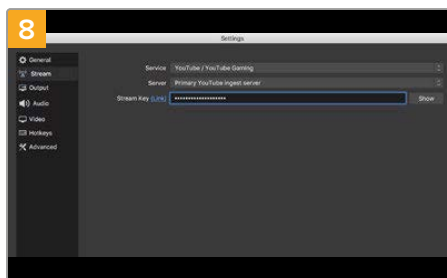 8
Settings
General
Stream
Output
Audio
Video
Hotkeys
Advanced
Service YouTube / YouTube Gaming
Server Primary YouTube ingest server
Stream Key (Link) •••••••••••••••••••• Show